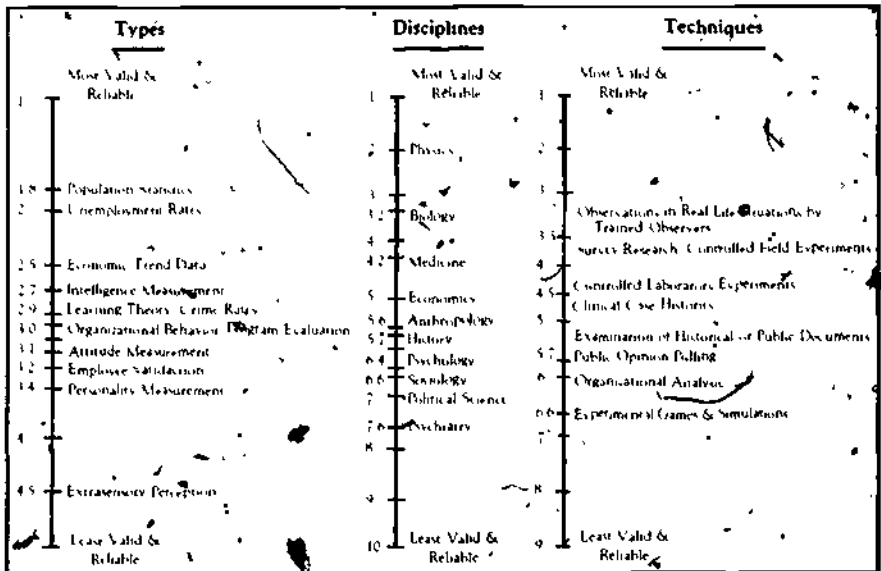 Types
Most Valid &
Reliable
1
1.8 Population Statistics
2 Unemployment Rates
2.5 Economic Trend Data
2.7 Intelligence Measurement
2.9 Learning Theory, Crime Rates
3.0 Organizational Behavior, Program Evaluation
3.1 Attitude Measurement
3.2 Employee Satisfaction
3.4 Personality Measurement
4
4.5 Extrasensory Perception
Least Valid &
Reliable
Disciplines
Most Valid &
Reliable
1
2 Physics
3
3.2 Biology
4
4.2 Medicine
5 Economics
5.6 Anthropology
5.7 History
6.4 Psychology
6.6 Sociology
7 Political Science
7.6 Psychiatry
8
9
10 Least Valid &
Reliable
Techniques
Most Valid &
Reliable
1
2
3
Observations in Real Life Situations by
Trained Observers
3.5 Survey Research, Controlled Field Experiments
4
Controlled Laboratory Experiments
4.5 Clinical Case Histories
5
Examination of Historical or Public Documents
5.7 Public Opinion Polling
6 Organizational Analysis
6.6 Experimental Games & Simulations
7
8
9 Least Valid &
Reliable